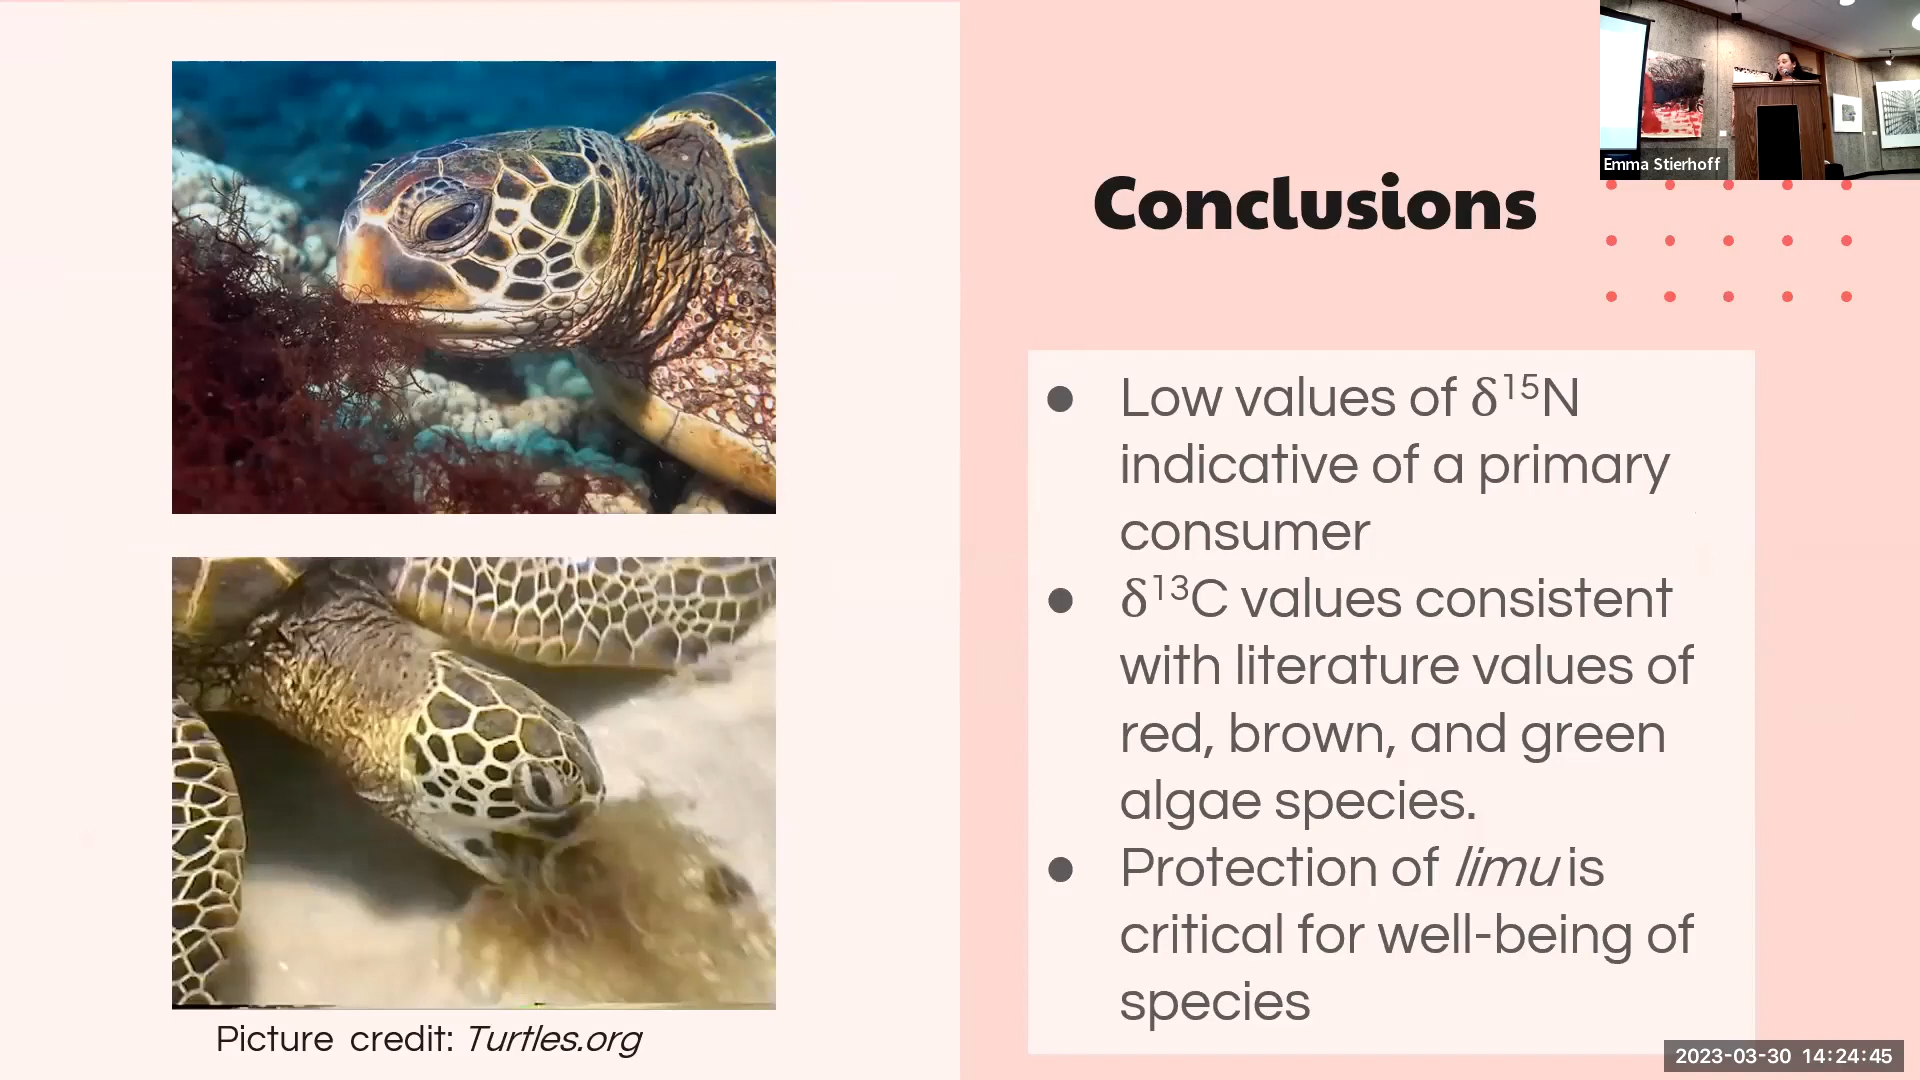 Emma Stierhoff
Conclusions
● Low values of δ¹⁵N
indicative of a primary
consumer
● δ¹³C values consistent
with literature values of
red, brown, and green
algae species.
● Protection of limu is
critical for well-being of
species
Picture credit: Turtles.org
2023-03-30 14:24:45